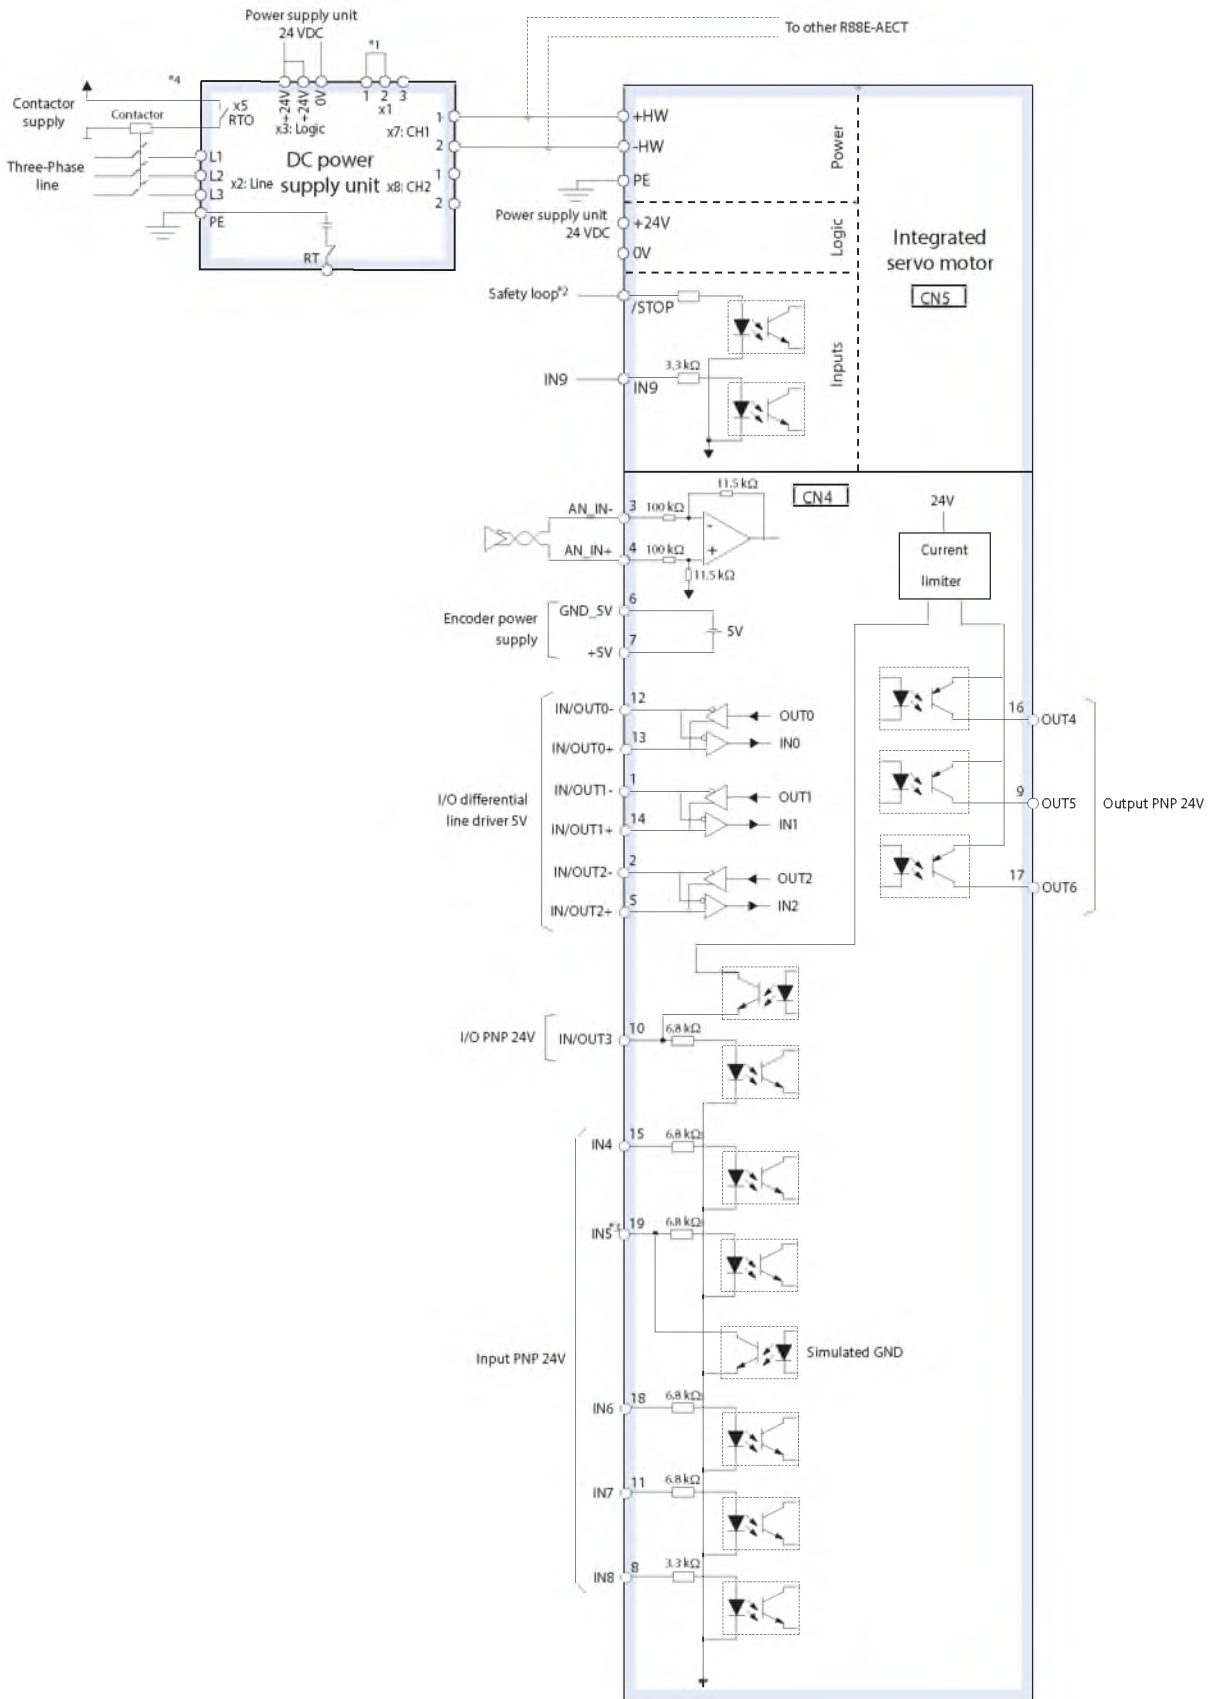 Power supply unit
24 VDC
*1
To other R88E-AECT
*4
Contactor
supply
Contactor
x5
RTO
+24V
+24V
0V
x3: Logic
1
2
3
x1
1
x7: CH1
2
Three-Phase
line
L1
L2
L3
x2: Line
DC power
supply unit
1
x8: CH2
2
PE
RT
+HW
-HW
PE
Power
Power supply unit
24 VDC
+24V
0V
Logic
Integrated
servo motor
CN5
Safety loop*2
/STOP
Inputs
IN9
IN9
3,3 kΩ
CN4
11.5 kΩ
AN_IN-
3
100 kΩ
-
AN_IN+
4
100 kΩ
+
11.5 kΩ
24V
Current
limiter
Encoder power
supply
GND_5V
6
+5V
7
5V
I/O differential
line driver 5V
IN/OUT0-
12
OUT0
IN/OUT0+
13
IN0
IN/OUT1-
1
OUT1
IN/OUT1+
14
IN1
IN/OUT2-
2
OUT2
IN/OUT2+
5
IN2
16
OUT4
9
OUT5
17
OUT6
Output PNP 24V
I/O PNP 24V
IN/OUT3
10
6.8 kΩ
Input PNP 24V
IN4
15
6.8 kΩ
IN5*3
19
6.8 kΩ
Simulated GND
IN6
18
6.8 kΩ
IN7
11
6.8 kΩ
IN8
8
3.3 kΩ